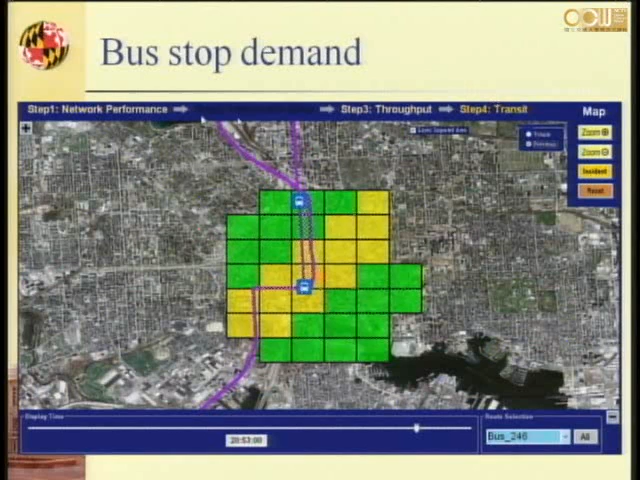 OCW
Bus stop demand
Step1: Network Performance
Step3: Throughput
Step4: Transit
Map
Zoom
Zoom
Incident
Reset
Display Time
20:53:00
Route Selection
Bus_246
All